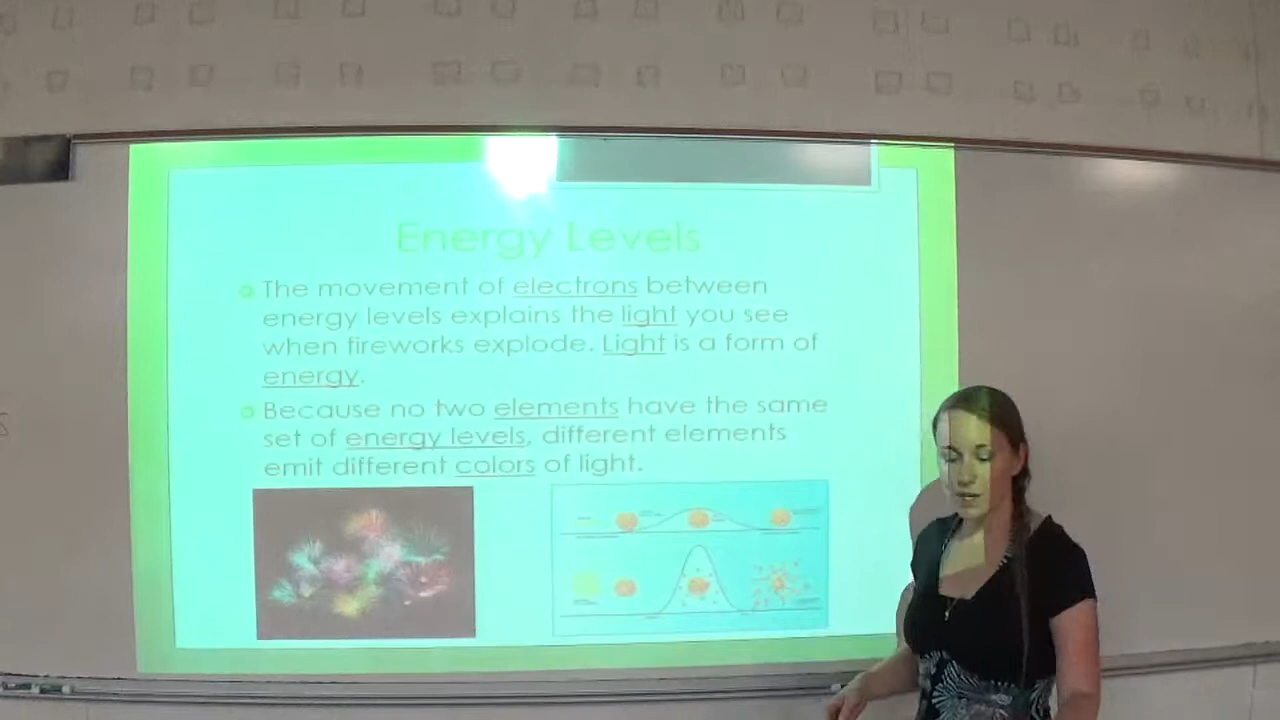 Energy Levels
The movement of electrons between
energy levels explains the light you see
when fireworks explode. Light is a form of
energy.
Because no two elements have the same
set of energy levels, different elements
emit different colors of light.